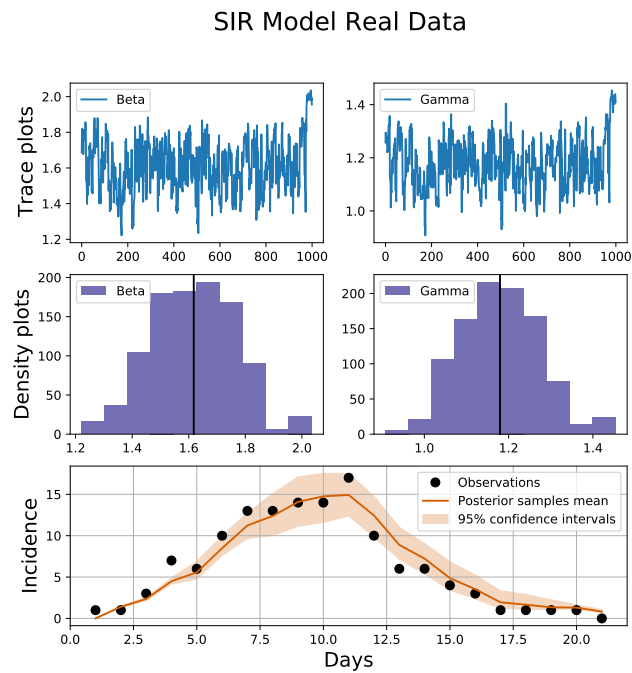 SIR Model Real Data
Trace plots
2.0
1.8
1.6
1.4
1.2
Beta
0 200 400 600 800 1000
1.4
1.2
1.0
Gamma
0 200 400 600 800 1000
Density plots
200
150
100
50
0
Beta
1.2 1.4 1.6 1.8 2.0
200
150
100
50
0
Gamma
1.0 1.2 1.4
Incidence
15
10
5
0
Observations
Posterior samples mean
95% confidence intervals
0.0 2.5 5.0 7.5 10.0 12.5 15.0 17.5 20.0
Days